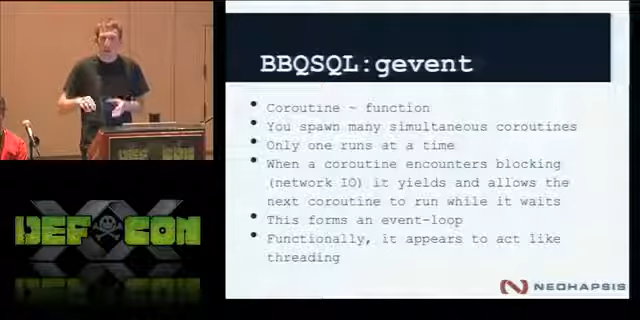 BBQSQL:gevent
• Coroutine ~ function
• You spawn many simultaneous coroutines
• Only one runs at a time
• When a coroutine encounters blocking
(network IO) it yields and allows the
next coroutine to run while it waits
• This forms an event-loop
• Functionally, it appears to act like
threading
NEOHAPSIS
XX
DEF CON